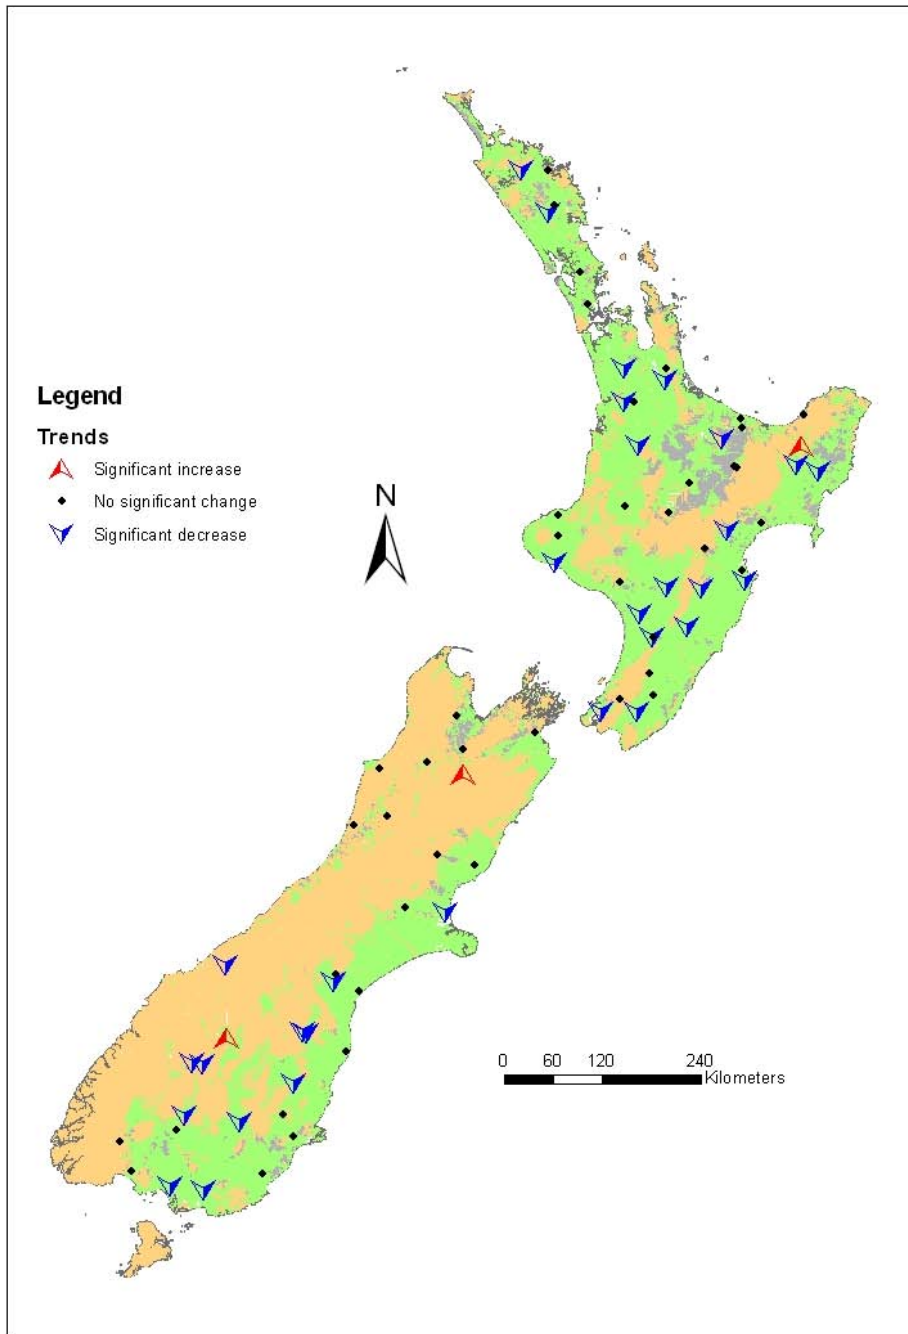 Legend
Trends
Significant increase
No significant change
Significant decrease
N
0 60 120 240
Kilometers